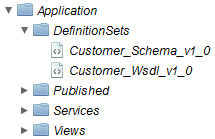 Application
DefinitionSets
Customer_Schema_v1_0
Customer_Wsdl_v1_0
Published
Services
Views